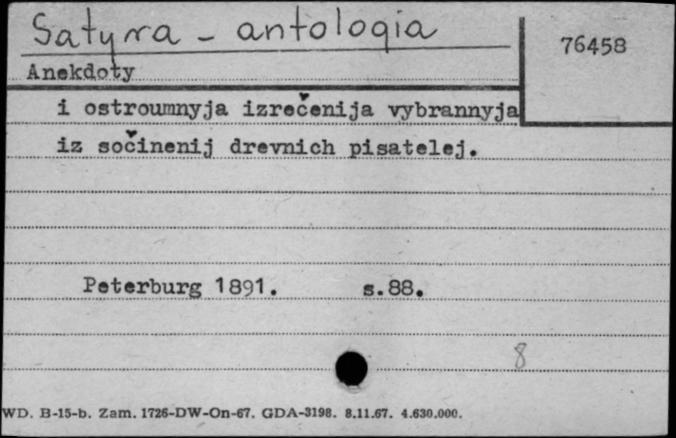 Satyra - antologia
76458
Anekdoty
i ostroumnyja izrečenija vybrannyja
iz sočinenij drevnich pisatelej.
Peterburg 1891. s.88.
8
WD. B-15-b. Zam. 1726-DW-On-67. GDA-3198. 8.11.67. 4.630.000.